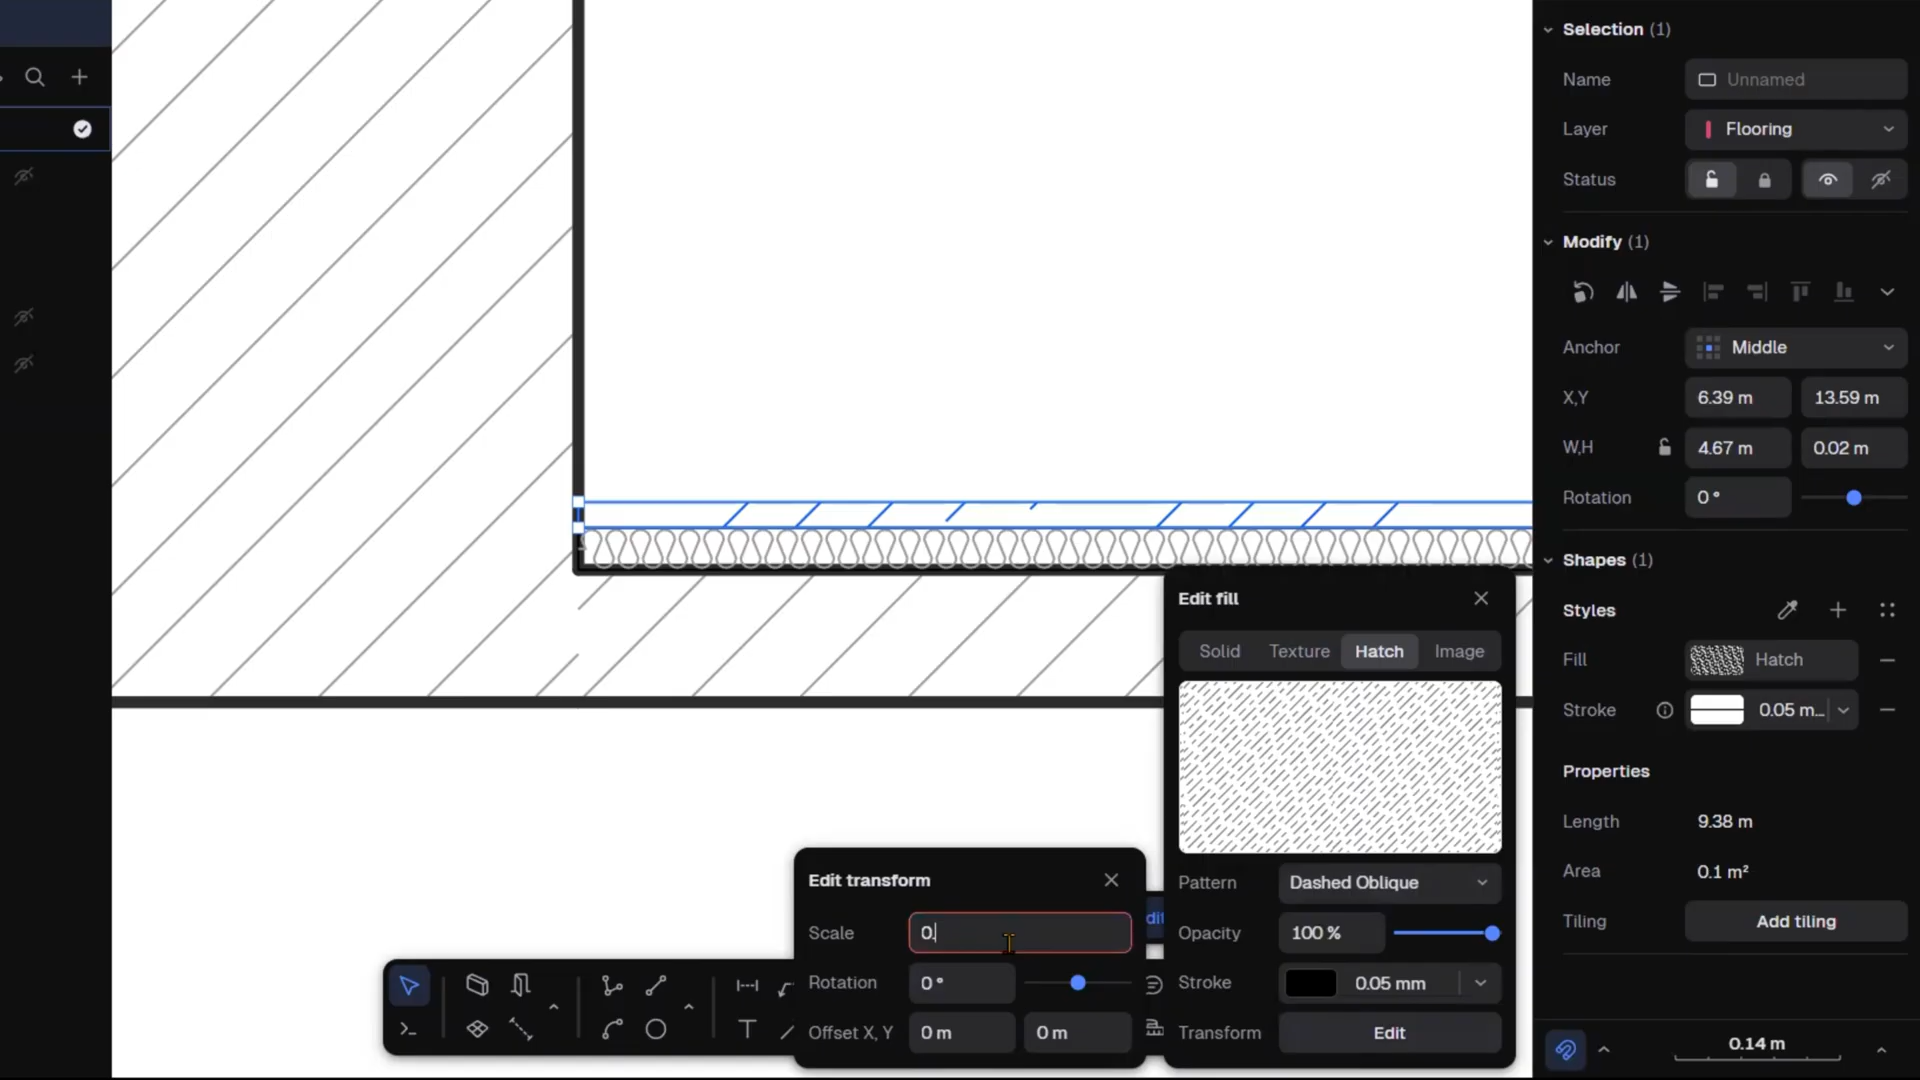 Selection (1)
Name Unnamed
Layer Flooring
Status
Modify (1)
Anchor Middle
X,Y 6.39 m 13.59 m
W,H 4.67 m 0.02 m
Rotation 0 °
Shapes (1)
Styles
Fill Hatch
Stroke 0.05 m...
Properties
Length 9.38 m
Area 0.1 m²
Tiling Add tiling
0.14 m
Edit fill
Solid Texture Hatch Image
Pattern Dashed Oblique
Opacity 100 %
Stroke 0.05 mm
Transform Edit
Edit transform
Scale 0.
Rotation 0 °
Offset X, Y 0 m 0 m